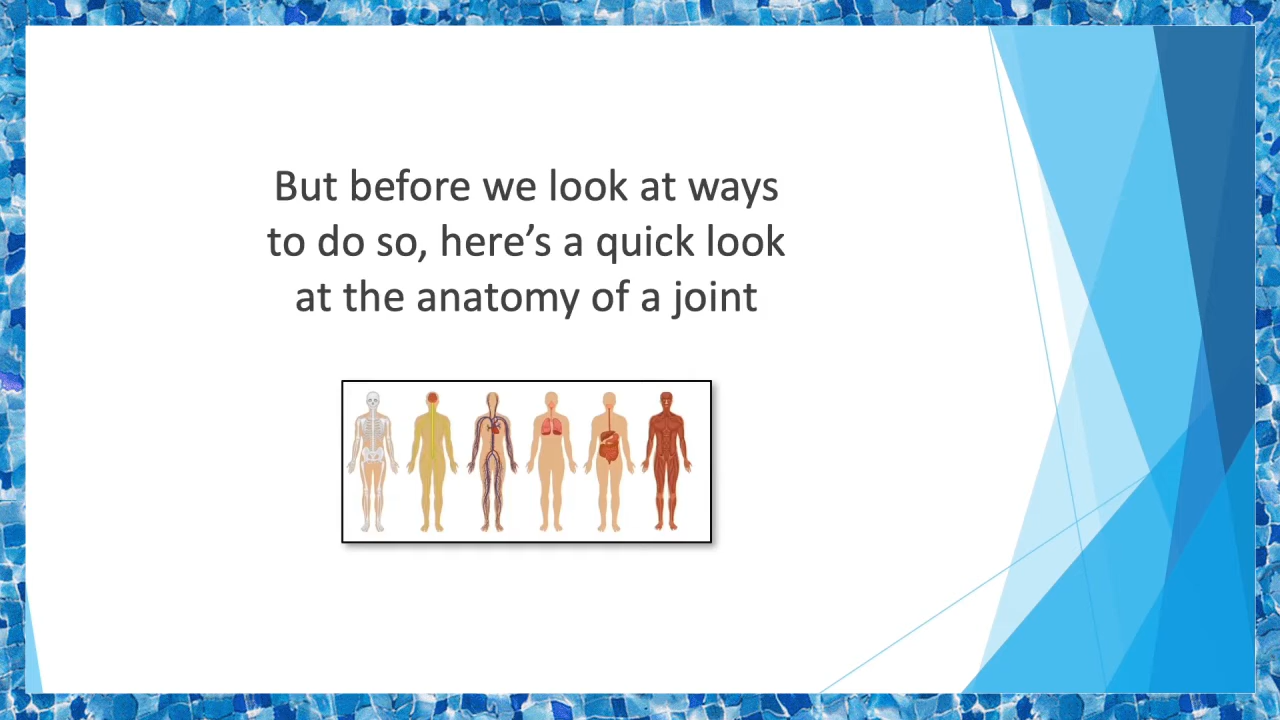 But before we look at ways
to do so, here’s a quick look
at the anatomy of a joint